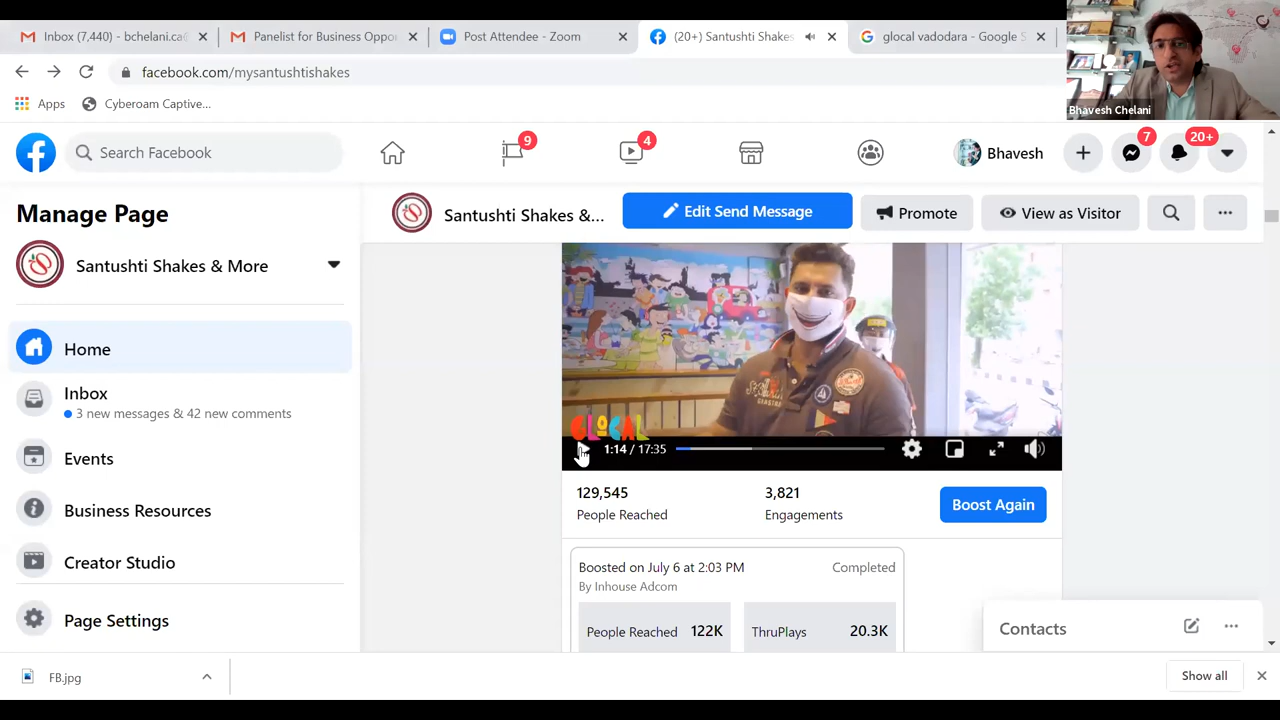 Inbox (7,440) - bchelani.ca
Panelist for Business Oppo
Post Attendee - Zoom
(20+) Santushti Shakes
glocal vadodara - Google S
facebook.com/mysantushtishakes
Apps
Cyberoam Captive...
Bhavesh Chelani
Search Facebook
9
4
Bhavesh
7
20+
Manage Page
Santushti Shakes &...
Edit Send Message
Promote
View as Visitor
Santushti Shakes & More
Home
Inbox
3 new messages & 42 new comments
Events
Business Resources
Creator Studio
Page Settings
GLOCAL
1:14 / 17:35
129,545
People Reached
3,821
Engagements
Boost Again
Boosted on July 6 at 2:03 PM
Completed
By Inhouse Adcom
People Reached 122K
ThruPlays 20.3K
Contacts
FB.jpg
Show all